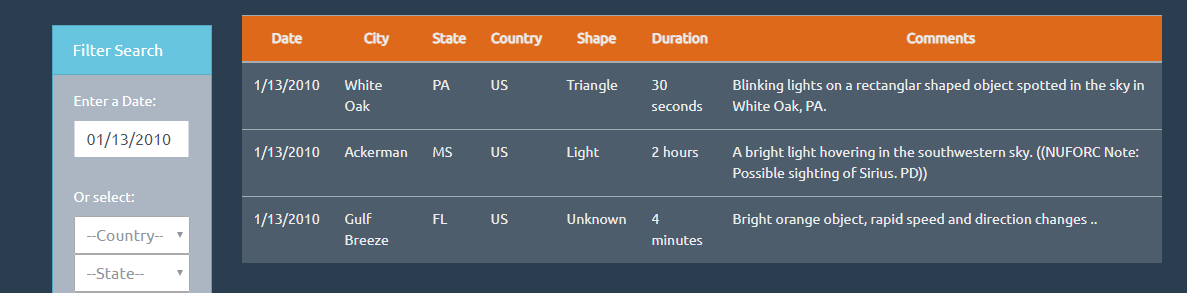 Filter Search
Enter a Date:
01/13/2010
Or select:
--Country--
--State--
Date City State Country Shape Duration Comments
1/13/2010 White Oak PA US Triangle 30 seconds Blinking lights on a rectanglar shaped object spotted in the sky in
White Oak, PA.
1/13/2010 Ackerman MS US Light 2 hours A bright light hovering in the southwestern sky. ((NUFORC Note:
Possible sighting of Sirius. PD))
1/13/2010 Gulf Breeze FL US Unknown 4 minutes Bright orange object, rapid speed and direction changes ..